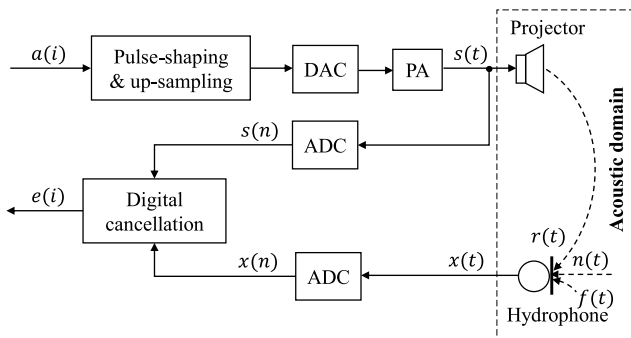 Projector
a(i)
Pulse-shaping
& up-sampling
DAC
PA
s(t)
s(n)
ADC
Acoustic domain
e(i)
Digital
cancellation
r(t)
x(n)
ADC
x(t)
n(t)
f(t)
Hydrophone